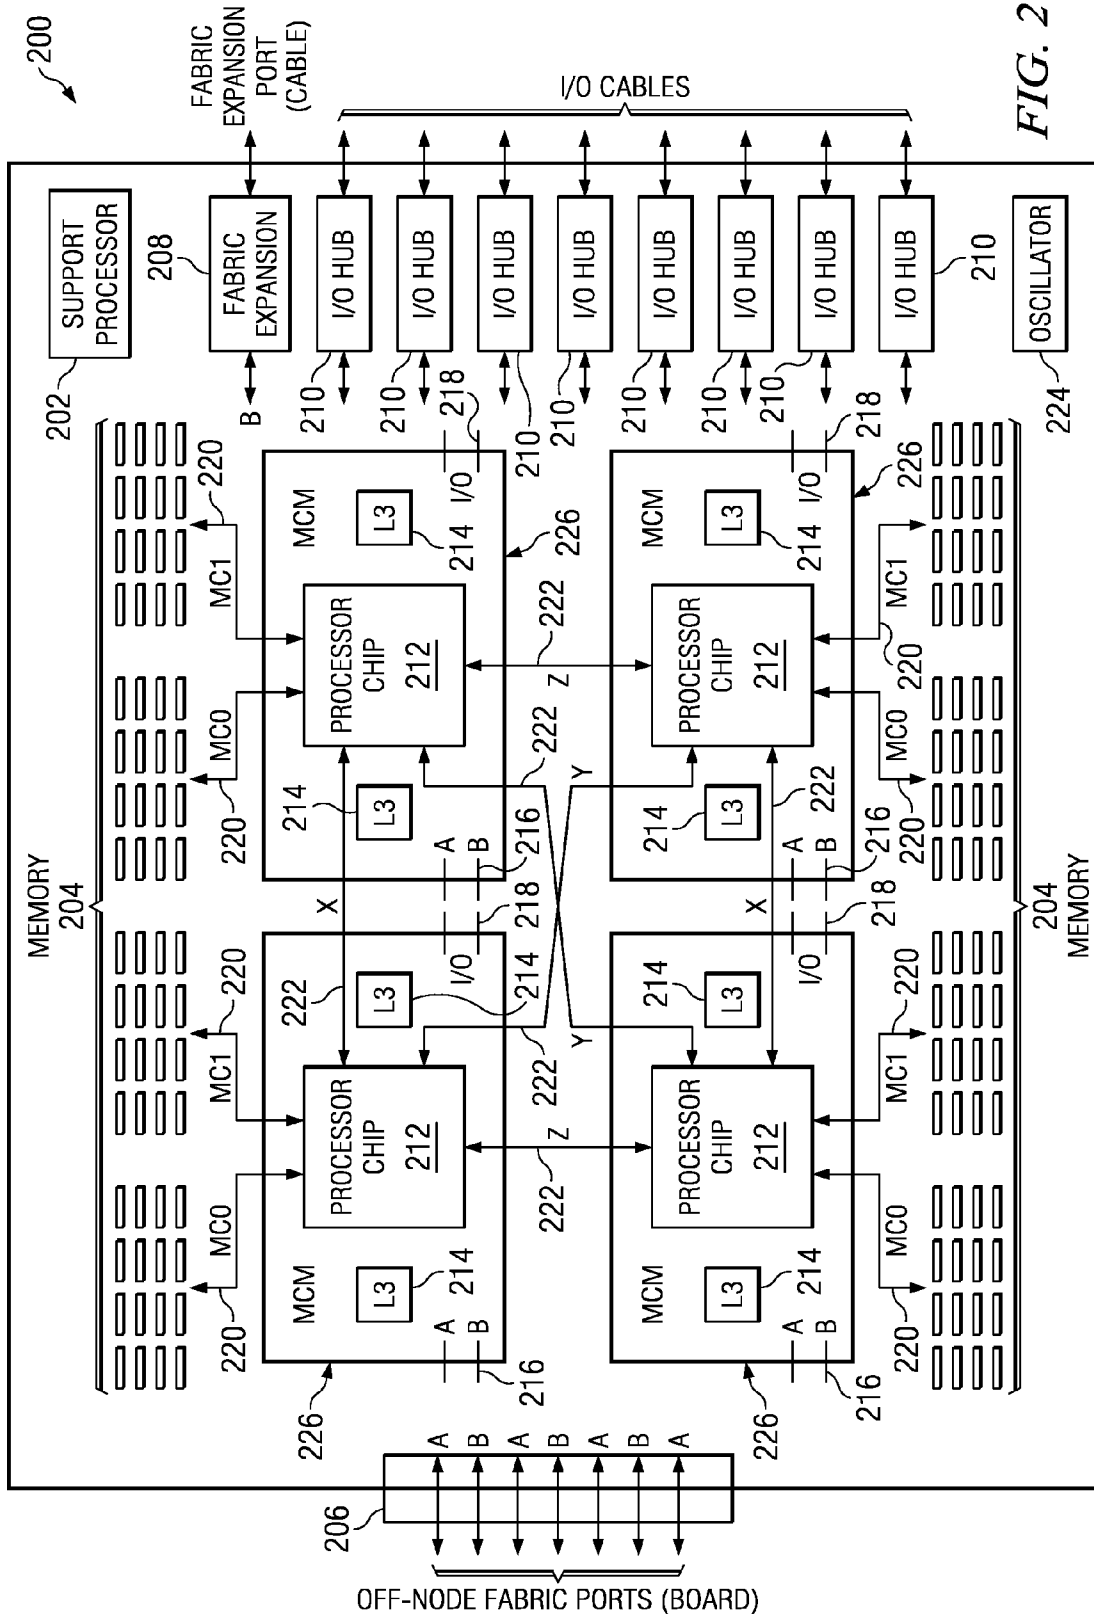 200
FABRIC
EXPANSION
PORT
(CABLE)
I/O CABLES
FIG. 2
MEMORY
204
202
SUPPORT
PROCESSOR
220
MC0
220
MC1
220
MC0
220
MC1
B
FABRIC
EXPANSION
208
226
MCM
PROCESSOR
CHIP
212
L3
214
L3
214
A
B
216
I/O
218
222
X
MCM
PROCESSOR
CHIP
212
L3
214
L3
214
A
B
216
I/O
218
226
210
I/O HUB
210
I/O HUB
210
I/O HUB
210
I/O HUB
210
I/O HUB
210
I/O HUB
210
I/O HUB
210
I/O HUB
206
A
B
A
B
A
B
A
OFF-NODE FABRIC PORTS (BOARD)
222
Z
222
Y
222
Y
Z
222
MCM
PROCESSOR
CHIP
212
L3
214
L3
214
A
B
216
I/O
218
226
X
222
MCM
PROCESSOR
CHIP
212
L3
214
L3
214
A
B
216
I/O
218
226
220
MC0
MC1
220
220
MC0
220
MC1
224
OSCILLATOR
204
MEMORY